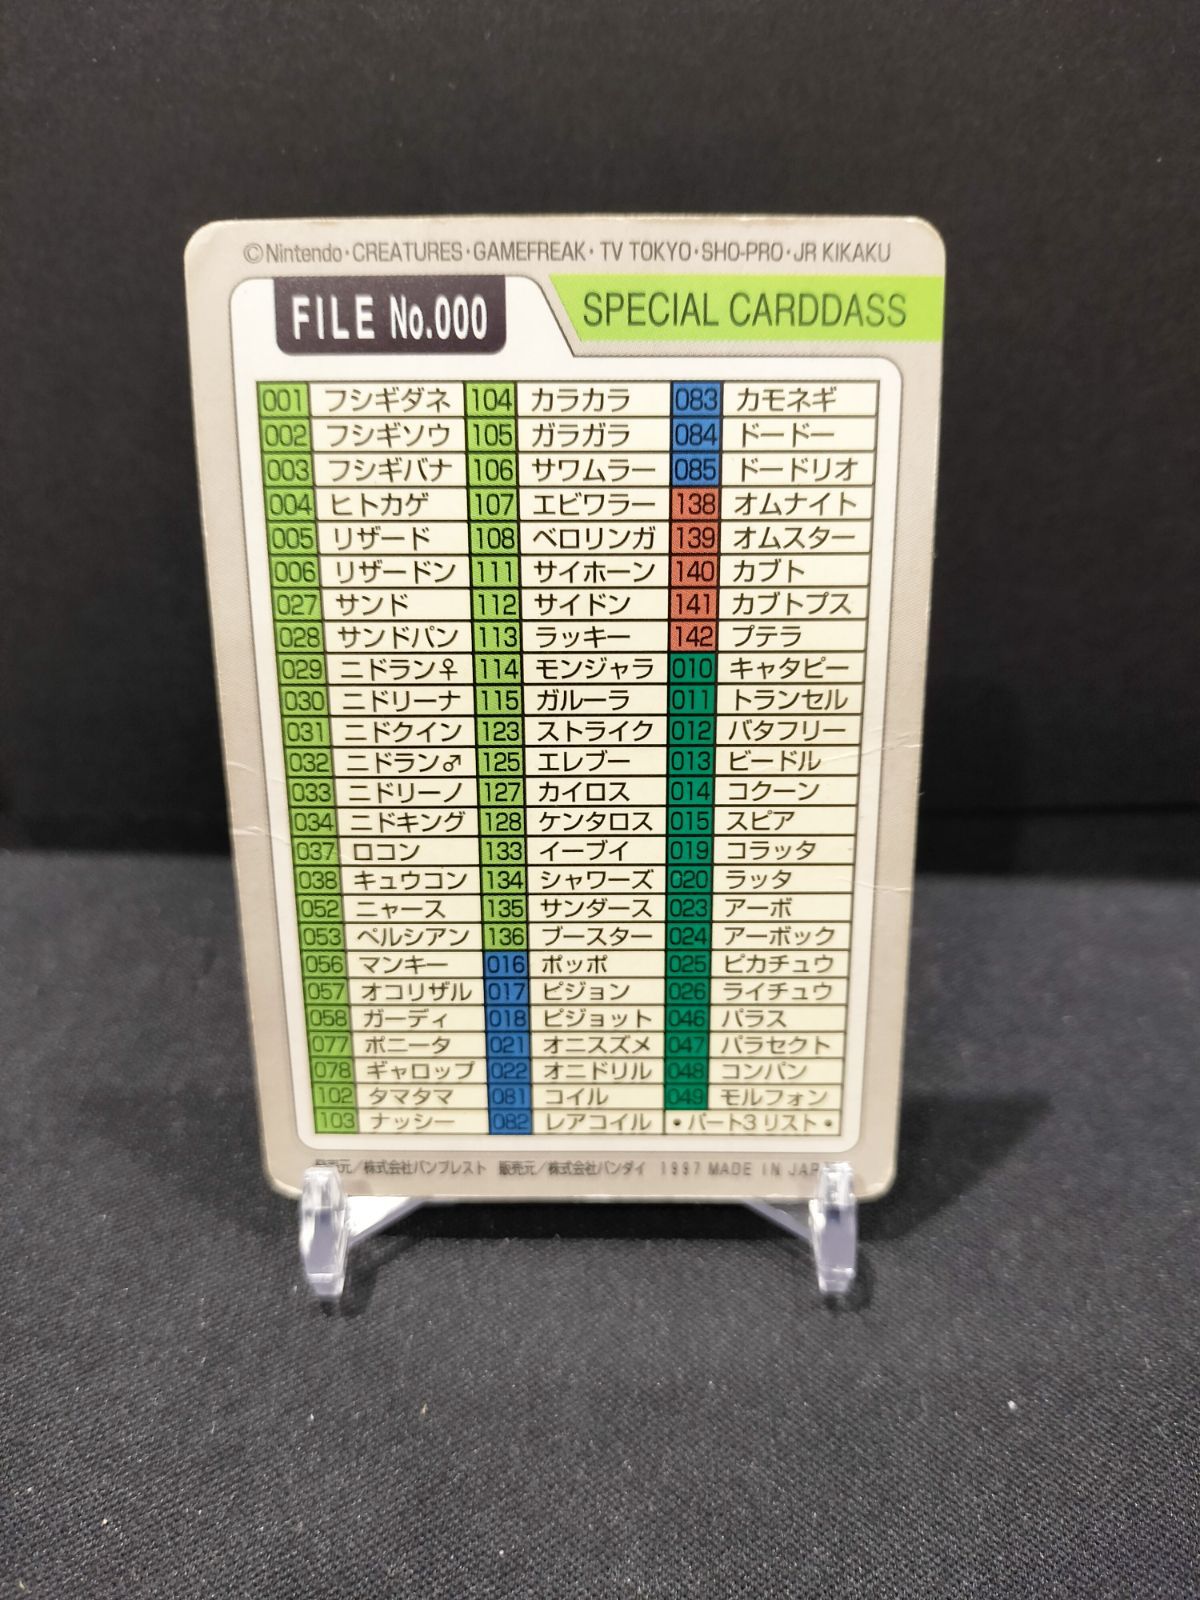 ©Nintendo・CREATURES・GAMEFREAK・TV TOKYO・SHO-PRO・JR KIKAKU
FILE No.000 SPECIAL CARDDASS
001 フシギダネ 104 カラカラ 083 カモネギ
002 フシギソウ 105 ガラガラ 084 ドードー
003 フシギバナ 106 サワムラー 085 ドードリオ
004 ヒトカゲ 107 エビワラー 138 オムナイト
005 リザード 108 ベロリンガ 139 オムスター
006 リザードン 111 サイホーン 140 カブト
027 サンド 112 サイドン 141 カブトプス
028 サンドパン 113 ラッキー 142 プテラ
029 ニドラン♀ 114 モンジャラ 010 キャタピー
030 ニドリーナ 115 ガルーラ 011 トランセル
031 ニドクイン 123 ストライク 012 バタフリー
032 ニドラン♂ 125 エレブー 013 ビードル
033 ニドリーノ 127 カイロス 014 コクーン
034 ニドキング 128 ケンタロス 015 スピア
037 ロコン 133 イーブイ 019 コラッタ
038 キュウコン 134 シャワーズ 020 ラッタ
052 ニャース 135 サンダース 023 アーボ
053 ペルシアン 136 ブースター 024 アーボック
056 マンキー 016 ポッポ 025 ピカチュウ
057 オコリザル 017 ピジョン 026 ライチュウ
058 ガーディ 018 ピジョット 046 パラス
077 ポニータ 021 オニスズメ 047 パラセクト
078 ギャロップ 022 オニドリル 048 コンパン
102 タマタマ 081 コイル 049 モルフォン
103 ナッシー 082 レアコイル ・パート3 リスト・
発売元／株式会社バンプレスト 販売元／株式会社バンダイ 1997 MADE IN JAP